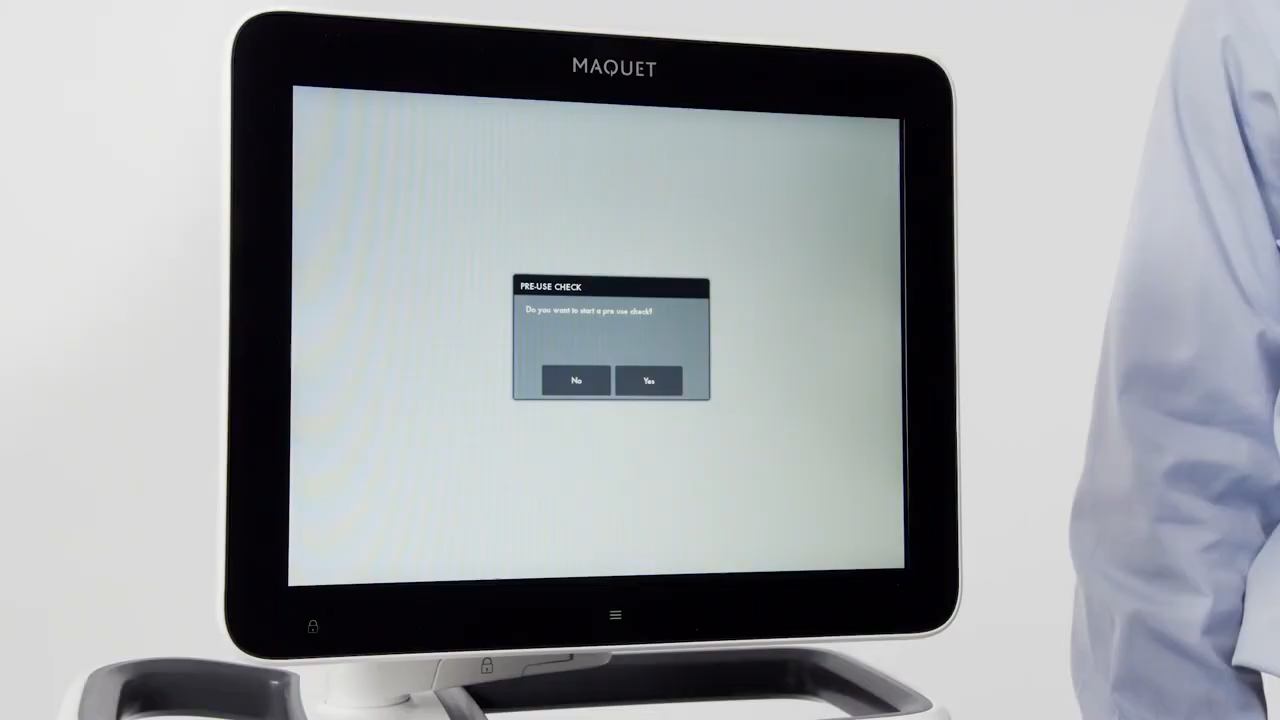 MAQUET
PRE-USE CHECK
Do you want to start a pre use check?
No
Yes